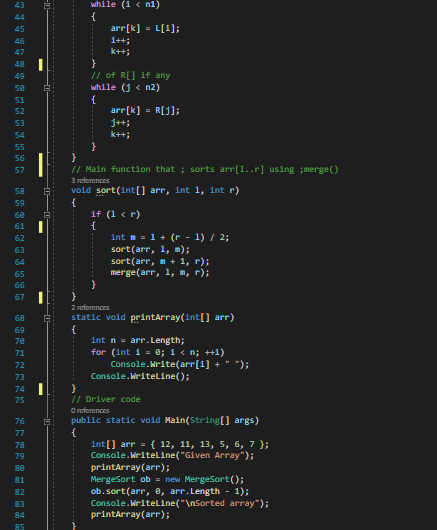 43 while (i < n1)
44 {
45 arr[k] = L[i];
46 i++;
47 k++;
48 }
49 // of R[] if any
50 while (j < n2)
51 {
52 arr[k] = R[j];
53 j++;
54 k++;
55 }
56 }
57 // Main function that ; sorts arr[l..r] using ;merge()
3 references
58 void sort(int[] arr, int l, int r)
59 {
60 if (l < r)
61 {
62 int m = l + (r - l) / 2;
63 sort(arr, l, m);
64 sort(arr, m + 1, r);
65 merge(arr, l, m, r);
66 }
67 }
2 references
68 static void printArray(int[] arr)
69 {
70 int n = arr.Length;
71 for (int i = 0; i < n; ++i)
72 Console.Write(arr[i] + " ");
73 Console.WriteLine();
74 }
75 // Driver code
0 references
76 public static void Main(String[] args)
77 {
78 int[] arr = { 12, 11, 13, 5, 6, 7 };
79 Console.WriteLine("Given Array");
80 printArray(arr);
81 MergeSort ob = new MergeSort();
82 ob.sort(arr, 0, arr.Length - 1);
83 Console.WriteLine("\nSorted array");
84 printArray(arr);
85 }